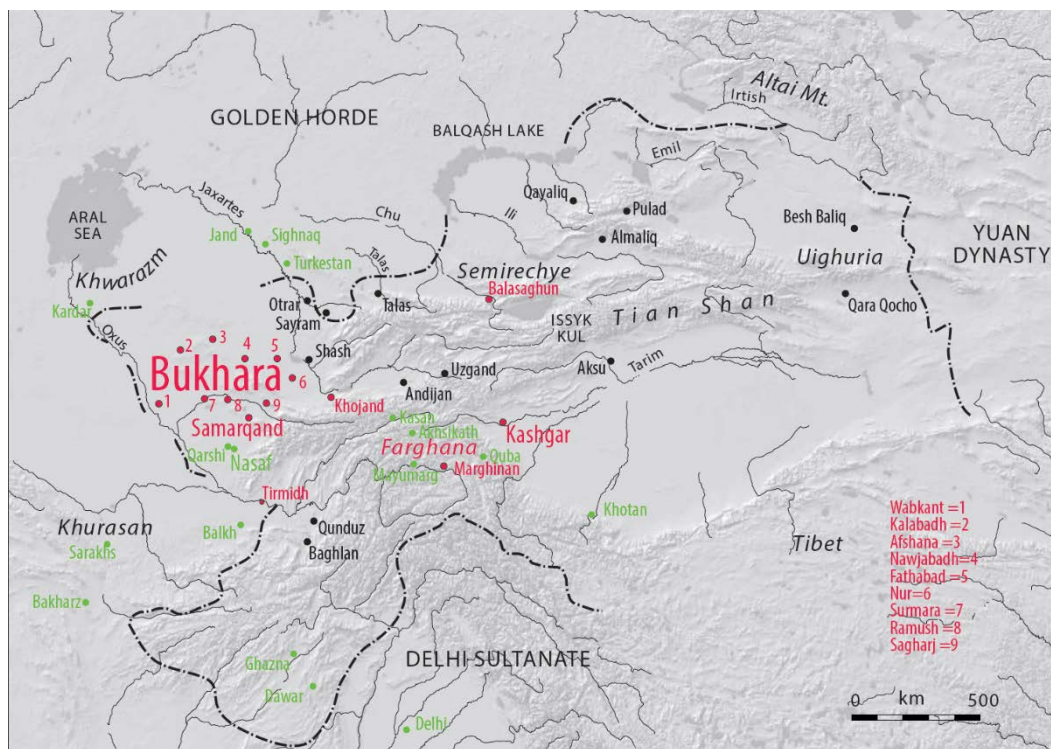 Altai Mt.
Irtish
GOLDEN HORDE
BALQASH LAKE
Emil
Qayaliq
Pulad
Jaxartes
Chu
Ili
ARAL
SEA
Jand
Sighnaq
Almaliq
Besh Baliq
YUAN
DYNASTY
Turkestan
Talas
Semirechye
Uighuria
Khwarazm
Balasaghun
Kardar
Otrar
Talas
Tian Shan
Qara Qocho
Sayram
ISSYK
KUL
Oxus
3
2
4
5
Shash
Uzgand
Aksu
Tarim
Bukhara
6
Andijan
1
7
8
9
Khojand
Kasan
Samarqand
Akhsikath
Kashgar
Farghana
Qarshi
Nasaf
Quba
Mayumarg
Marghinan
Tirmidh
Khotan
Khurasan
Balkh
Qunduz
Sarakhs
Baghlan
Tibet
Bakharz
Ghazna
DELHI SULTANATE
Dawar
Delhi
Wabkant =1
Kalabadh =2
Afshana =3
Nawjabadh=4
Fathabad =5
Nur=6
Surmara =7
Ramush =8
Sagharj =9
0 km 500